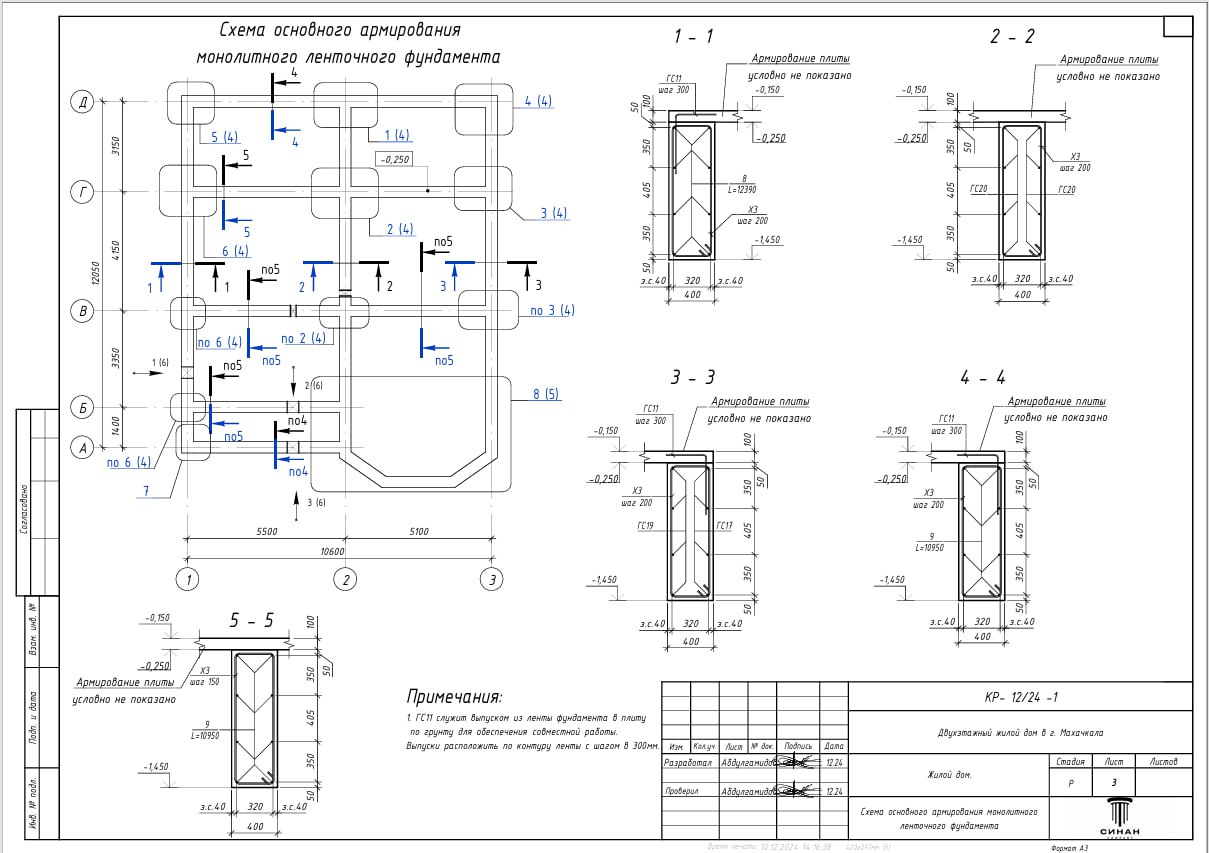 Схема основного армирования
монолитного ленточного фундамента
4
4 (4)
5 (4)
4
1 (4)
5
-0,250
5
6 (4)
2 (4)
3 (4)
по5
по5
1
1
2
2
3
3
по 6 (4)
по5
по 2 (4)
по5
по 3 (4)
1 (6)
по5
2 (6)
8 (5)
по5
по4
по 6 (4)
по4
7
3 (6)
Д
Г
В
Б
А
3150
4150
3350
1400
12050
5500
5100
10600
1
2
3
1 - 1
Армирование плиты
условно не показано
ГС11
шаг 300
-0,150
-0,250
50
100
350
405
350
50
8
L=12390
Х3
шаг 200
-1,450
з.с.40
320
з.с.40
400
2 - 2
Армирование плиты
условно не показано
-0,150
-0,250
100
50
350
405
350
50
Х3
шаг 200
ГС20
ГС20
-1,450
з.с.40
320
з.с.40
400
3 - 3
Армирование плиты
условно не показано
ГС11
шаг 300
-0,150
-0,250
100
50
350
405
350
50
Х3
шаг 200
ГС19
ГС17
-1,450
з.с.40
320
з.с.40
400
4 - 4
Армирование плиты
условно не показано
ГС11
шаг 300
-0,150
-0,250
100
50
350
405
350
50
Х3
шаг 200
9
L=10950
-1,450
з.с.40
320
з.с.40
400
5 - 5
-0,150
-0,250
100
50
350
405
350
50
Армирование плиты
условно не показано
Х3
шаг 150
9
L=10950
-1,450
з.с.40
320
з.с.40
400
Примечания:
1. ГС11 служит выпуском из ленты фундамента в плиту
по грунту для обеспечения совместной работы.
Выпуски расположить по контуру ленты с шагом в 300мм.
Согласовано
Взам. инв. №
Подп. и дата
Инв. № подл.
КР- 12/24 -1
Двухэтажный жилой дом в г. Махачкала
Изм.
Кол.уч.
Лист
№ док.
Подпись
Дата
Разработал
Абдулгамидов
12.24
Проверил
Абдулгамидов
12.24
Жилой дом.
Стадия
Лист
Листов
Р
3
Схема основного армирования монолитного
ленточного фундамента
СИНАН
Время печати: 12.12.2024 14:16:38
Формат А3